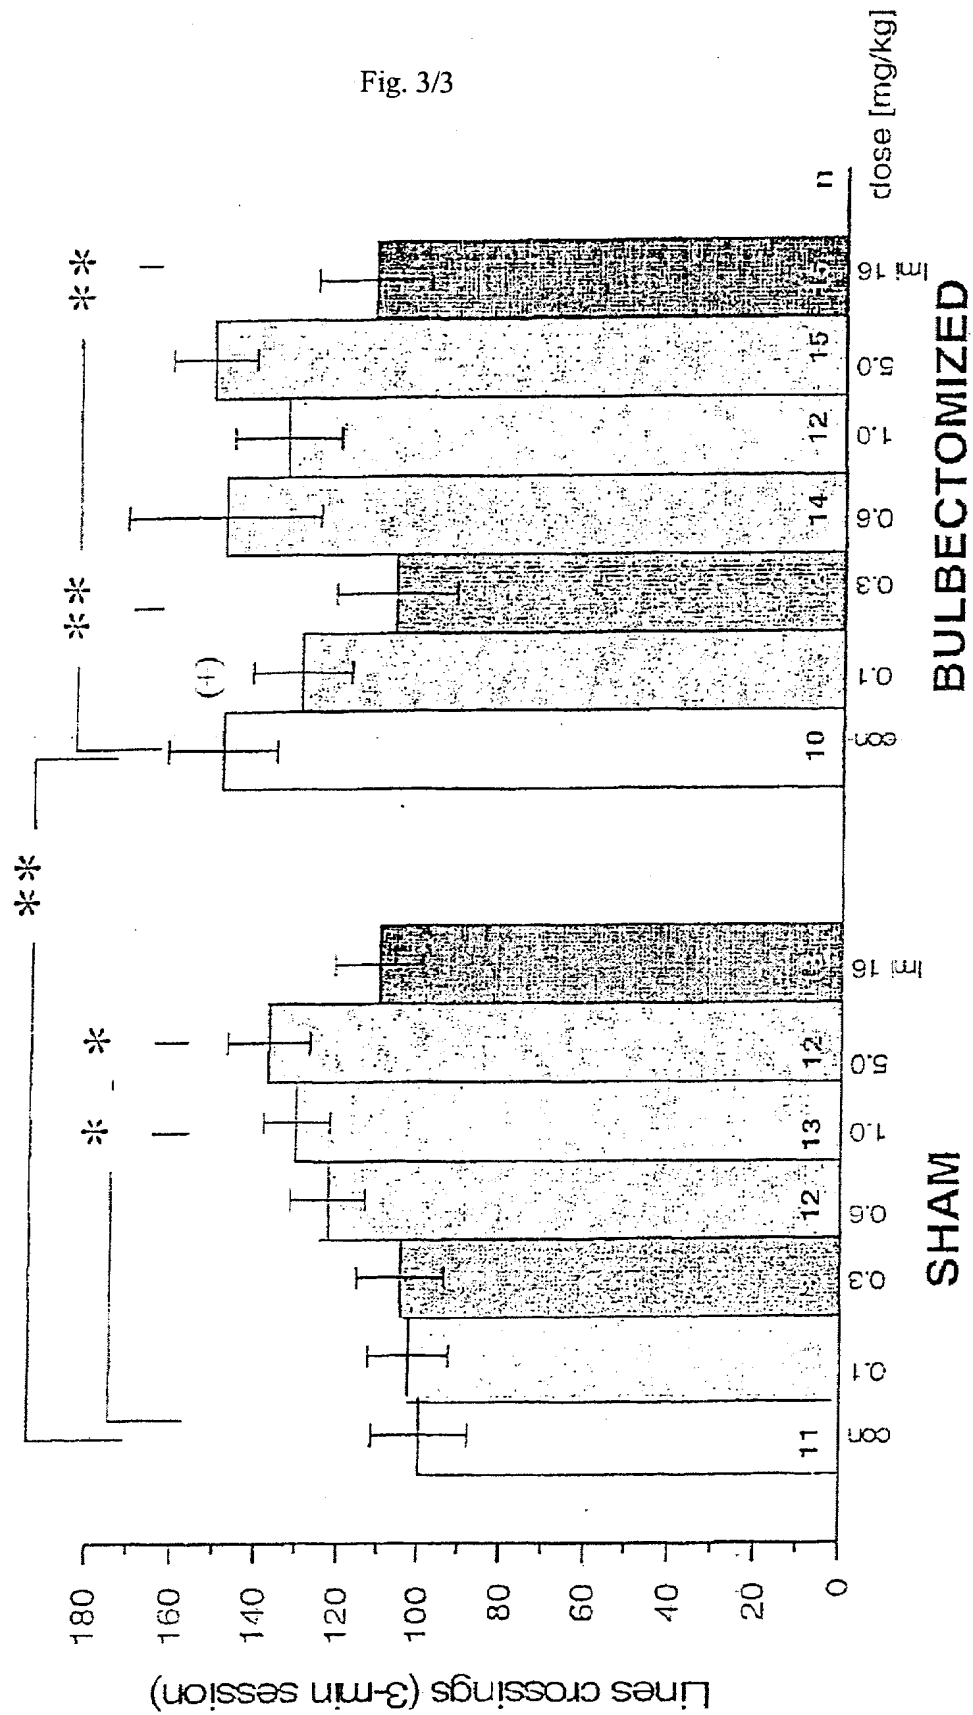 Fig. 3/3
Lines crossings (3-min session)
180
160
140
120
100
80
60
40
20
0
** 
* - *
** **
(+)
11 12 13 12
10 14 12 15 n
con 0.1 0.3 0.6 1.0 5.0 Imi 16
con 0.1 0.3 0.6 1.0 5.0 Imi 16
dose [mg/kg]
SHAM
BULBECTOMIZED